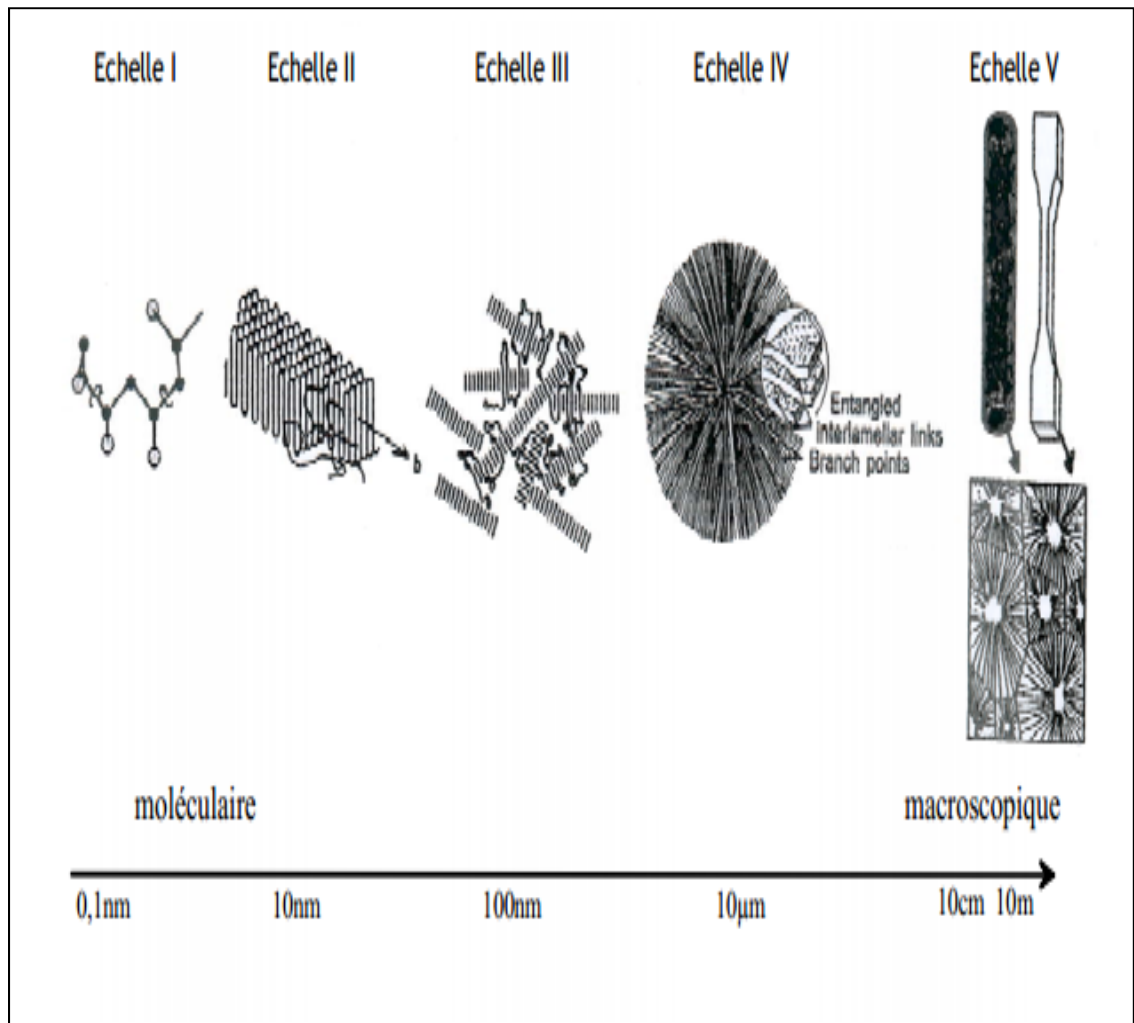 Echelle I Echelle II Echelle III Echelle IV Echelle V
b
Entangled
Interlamellar links
Branch points
moléculaire macroscopique
0,1nm 10nm 100nm 10µm 10cm 10m